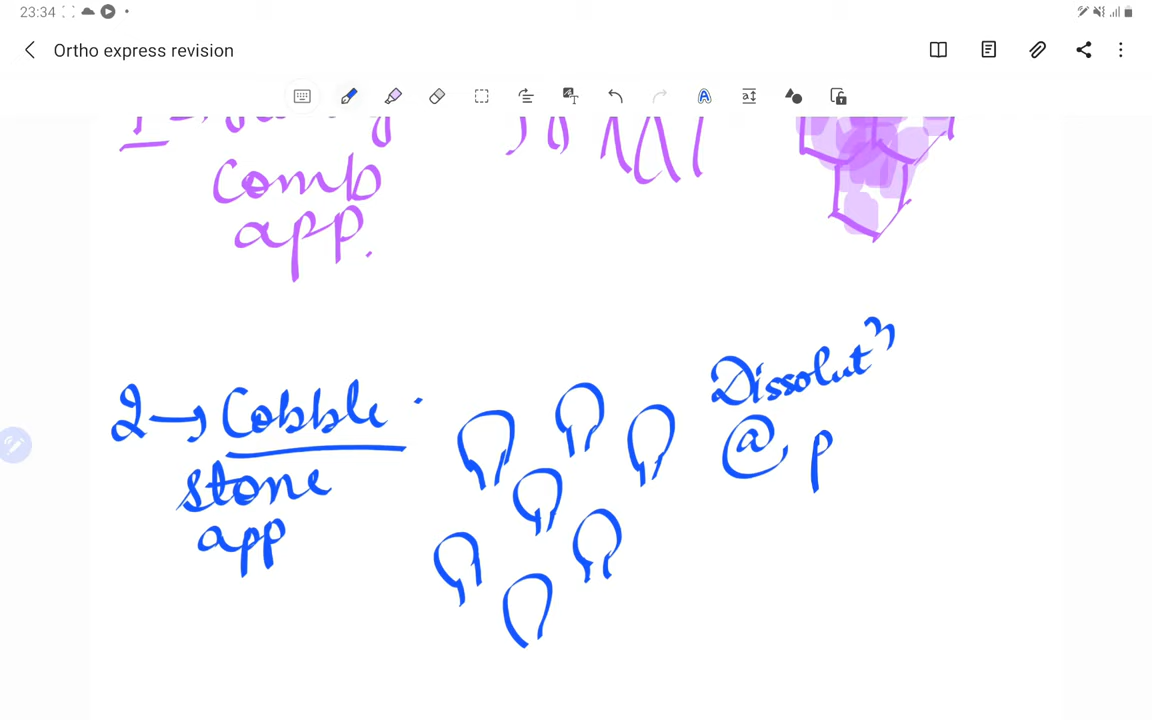 23:34
Ortho express revision
comb
app.
2→ Cobble
stone
app
Dissolutⁿ
@ p